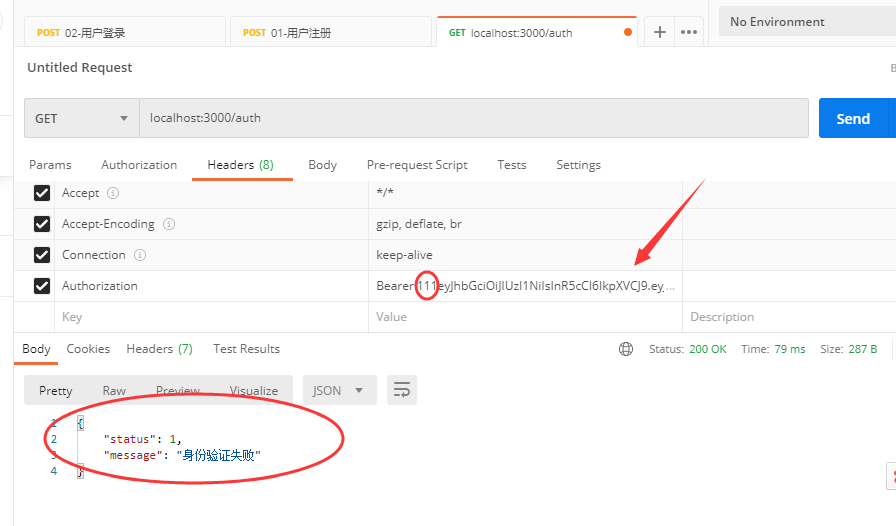 POST 02-用户登录 POST 01-用户注册 GET localhost:3000/auth No Environment
Untitled Request
GET localhost:3000/auth Send
Params Authorization Headers (8) Body Pre-request Script Tests Settings
Accept */*
Accept-Encoding gzip, deflate, br
Connection keep-alive
Authorization Bearer 111eyJhbGciOiJIUzI1NiIsInR5cCI6IkpXVCJ9.ey...
Key Value Description
Body Cookies Headers (7) Test Results Status: 200 OK Time: 79 ms Size: 287 B
Pretty Raw Preview Visualize JSON
1 {
2 "status": 1,
3 "message": "身份验证失败"
4 }